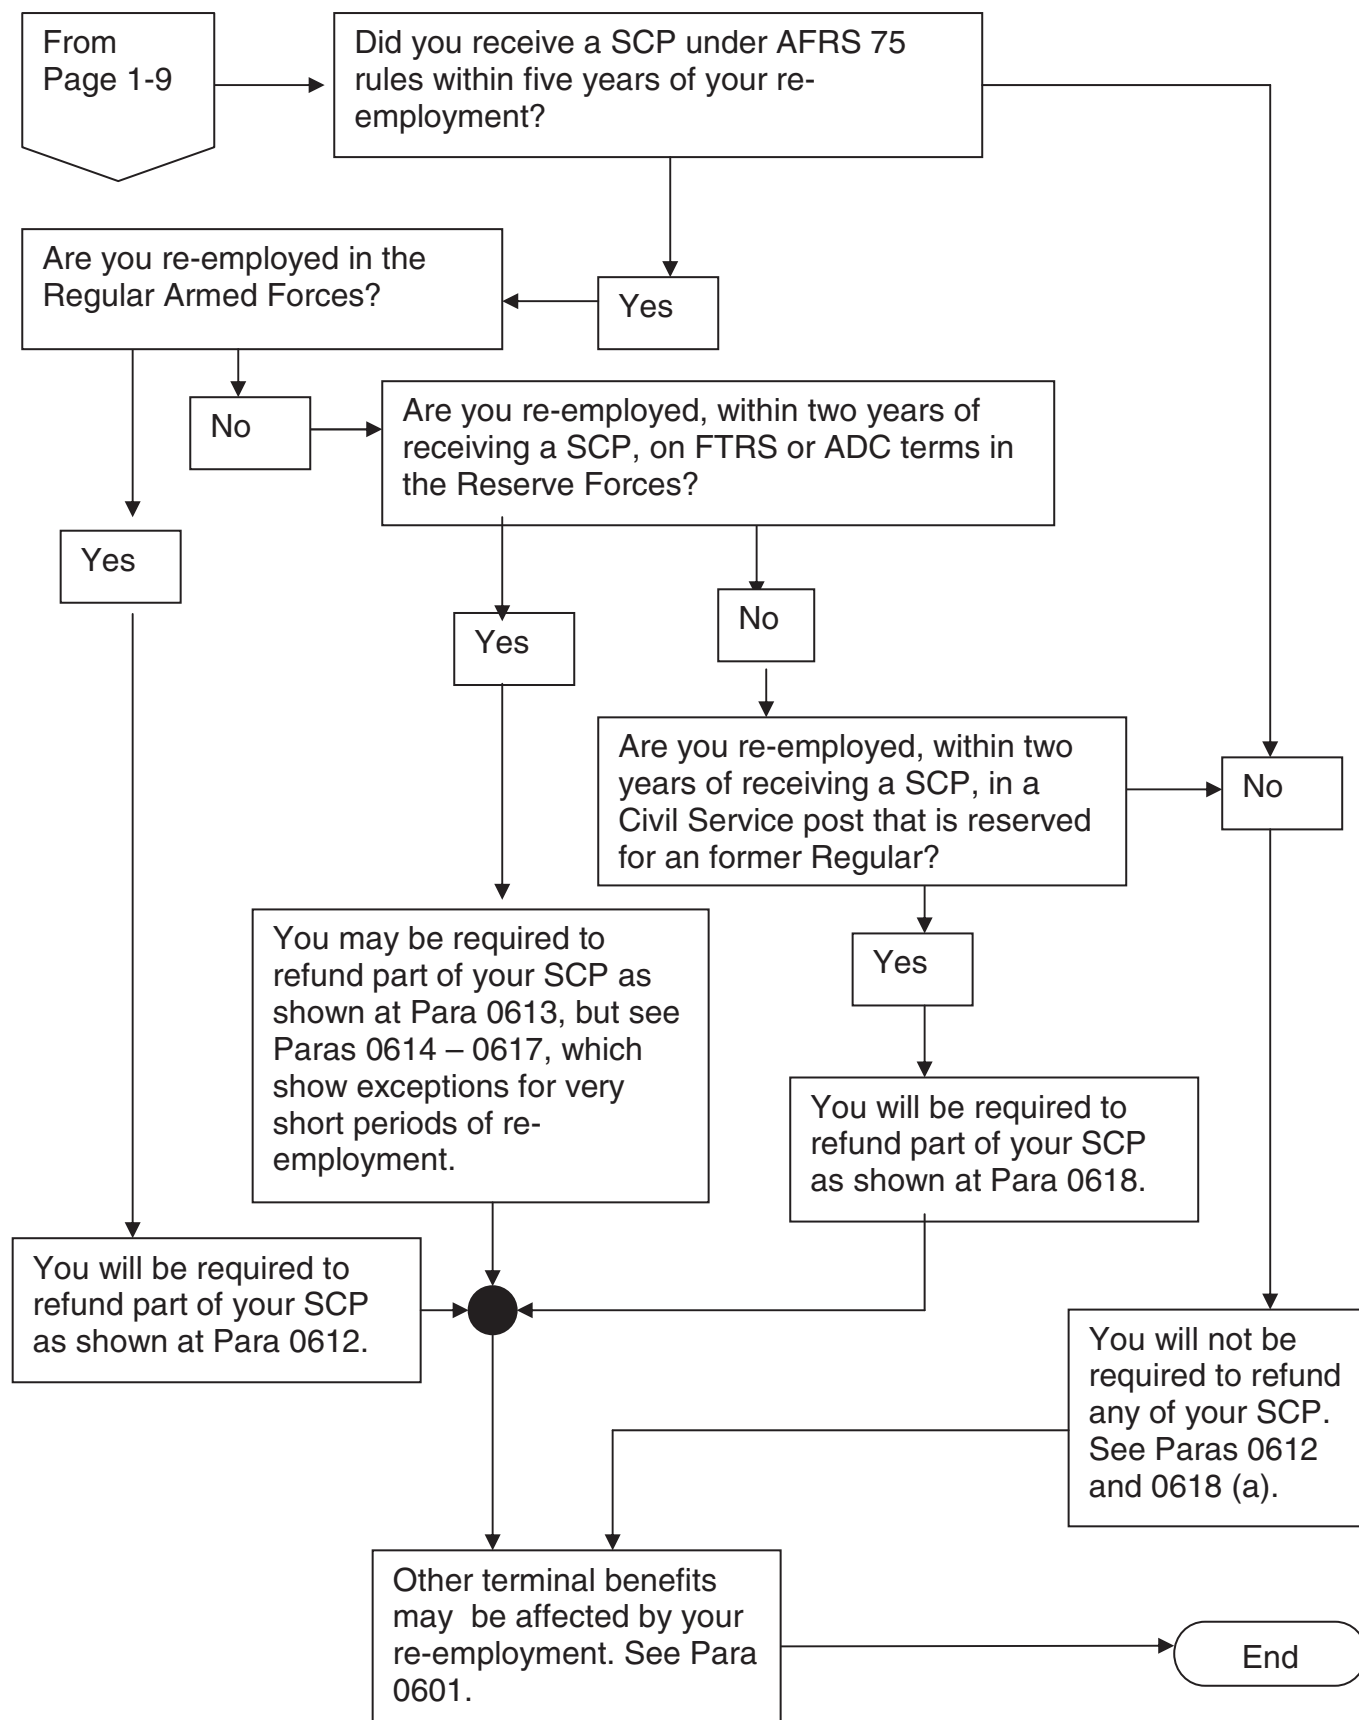 From
Page 1-9
Did you receive a SCP under AFRS 75
rules within five years of your re-
employment?
Are you re-employed in the
Regular Armed Forces?
Yes
No
Are you re-employed, within two years of
receiving a SCP, on FTRS or ADC terms in
the Reserve Forces?
Yes
Yes
No
Are you re-employed, within two
years of receiving a SCP, in a
Civil Service post that is reserved
for an former Regular?
No
You may be required to
refund part of your SCP as
shown at Para 0613, but see
Paras 0614 – 0617, which
show exceptions for very
short periods of re-
employment.
Yes
You will be required to
refund part of your SCP
as shown at Para 0618.
You will be required to
refund part of your SCP
as shown at Para 0612.
You will not be
required to refund
any of your SCP.
See Paras 0612
and 0618 (a).
Other terminal benefits
may  be affected by your
re-employment. See Para
0601.
End